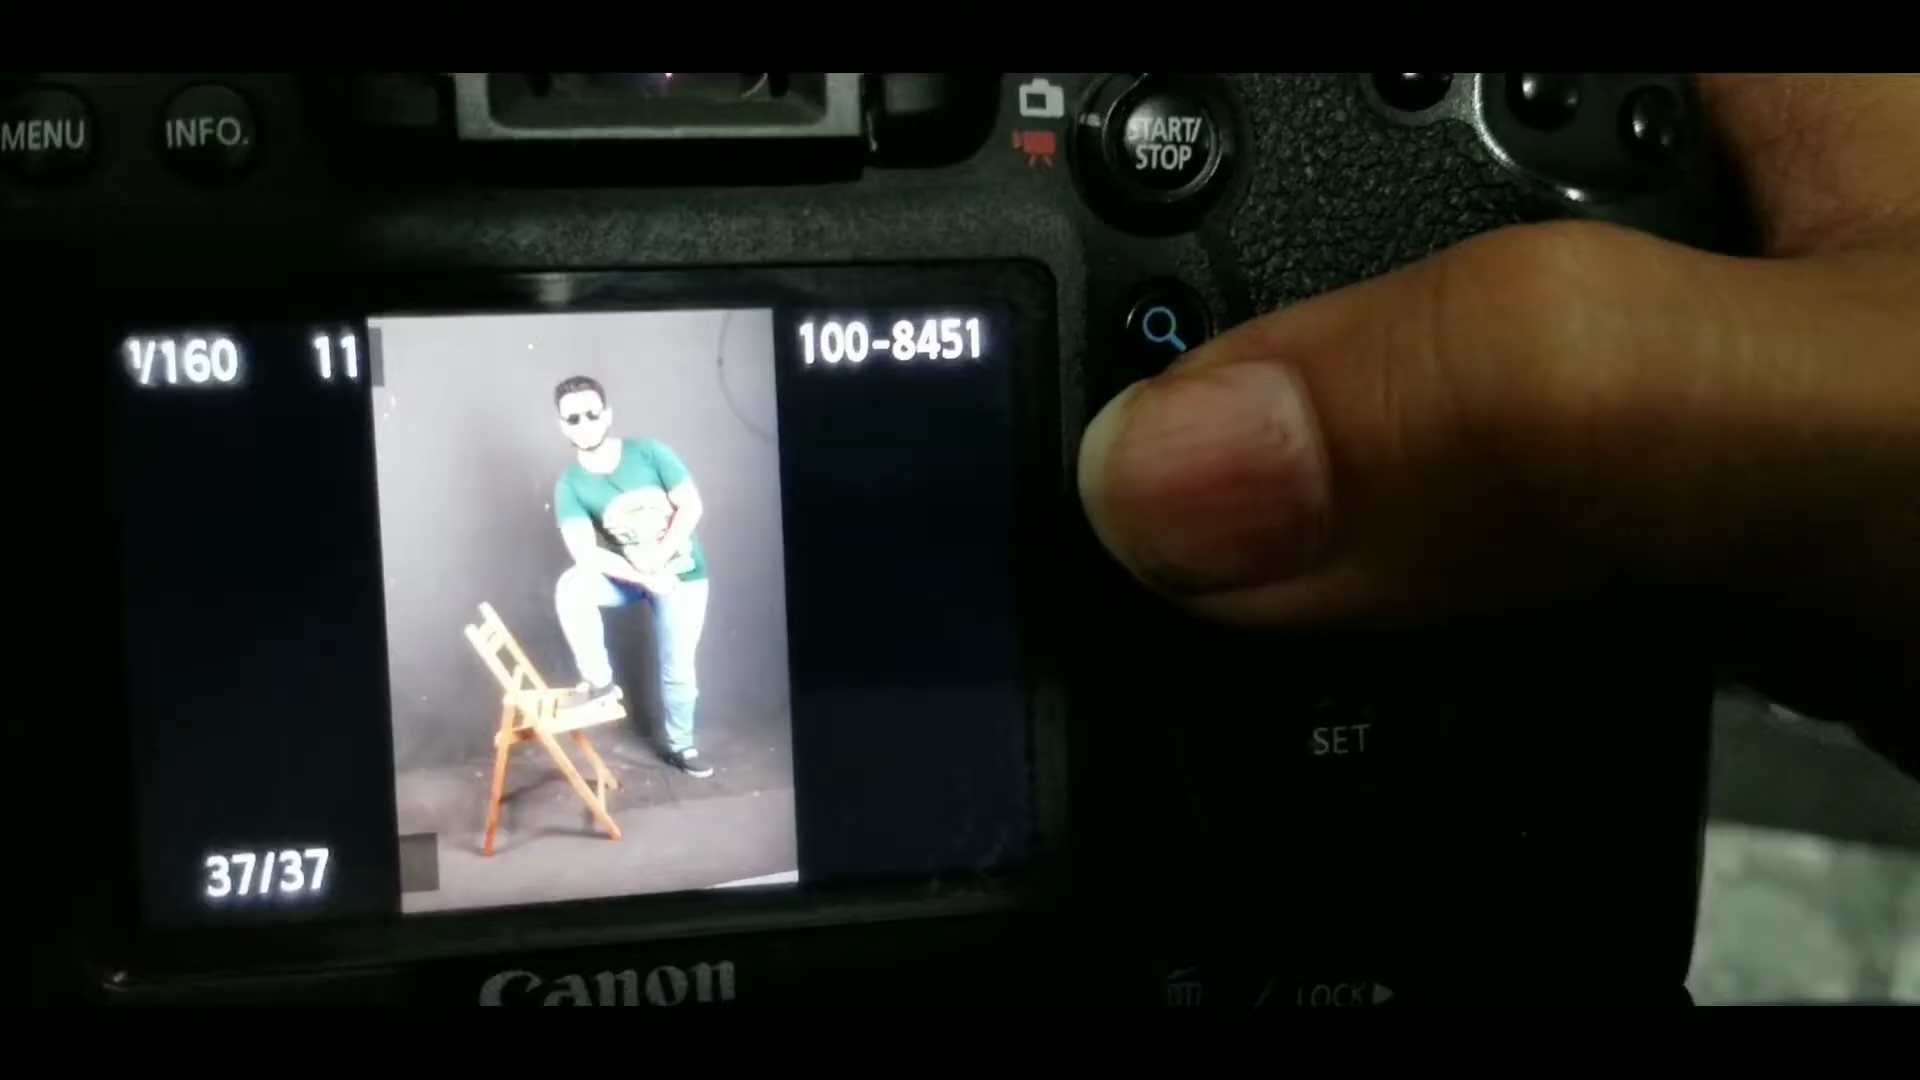 MENU
INFO.
START/
STOP
1/160
11
100-8451
37/37
SET
Canon
LOCK